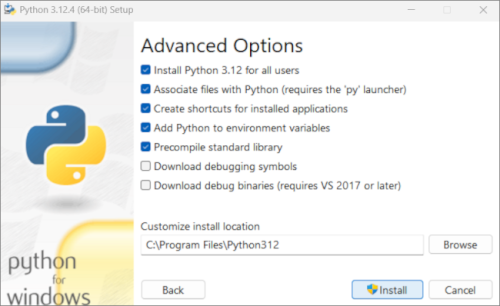 Python 3.12.4 (64-bit) Setup
Advanced Options
Install Python 3.12 for all users
Associate files with Python (requires the 'py' launcher)
Create shortcuts for installed applications
Add Python to environment variables
Precompile standard library
Download debugging symbols
Download debug binaries (requires VS 2017 or later)
Customize install location
C:\Program Files\Python312
Browse
python
for
windows
Back
Install
Cancel